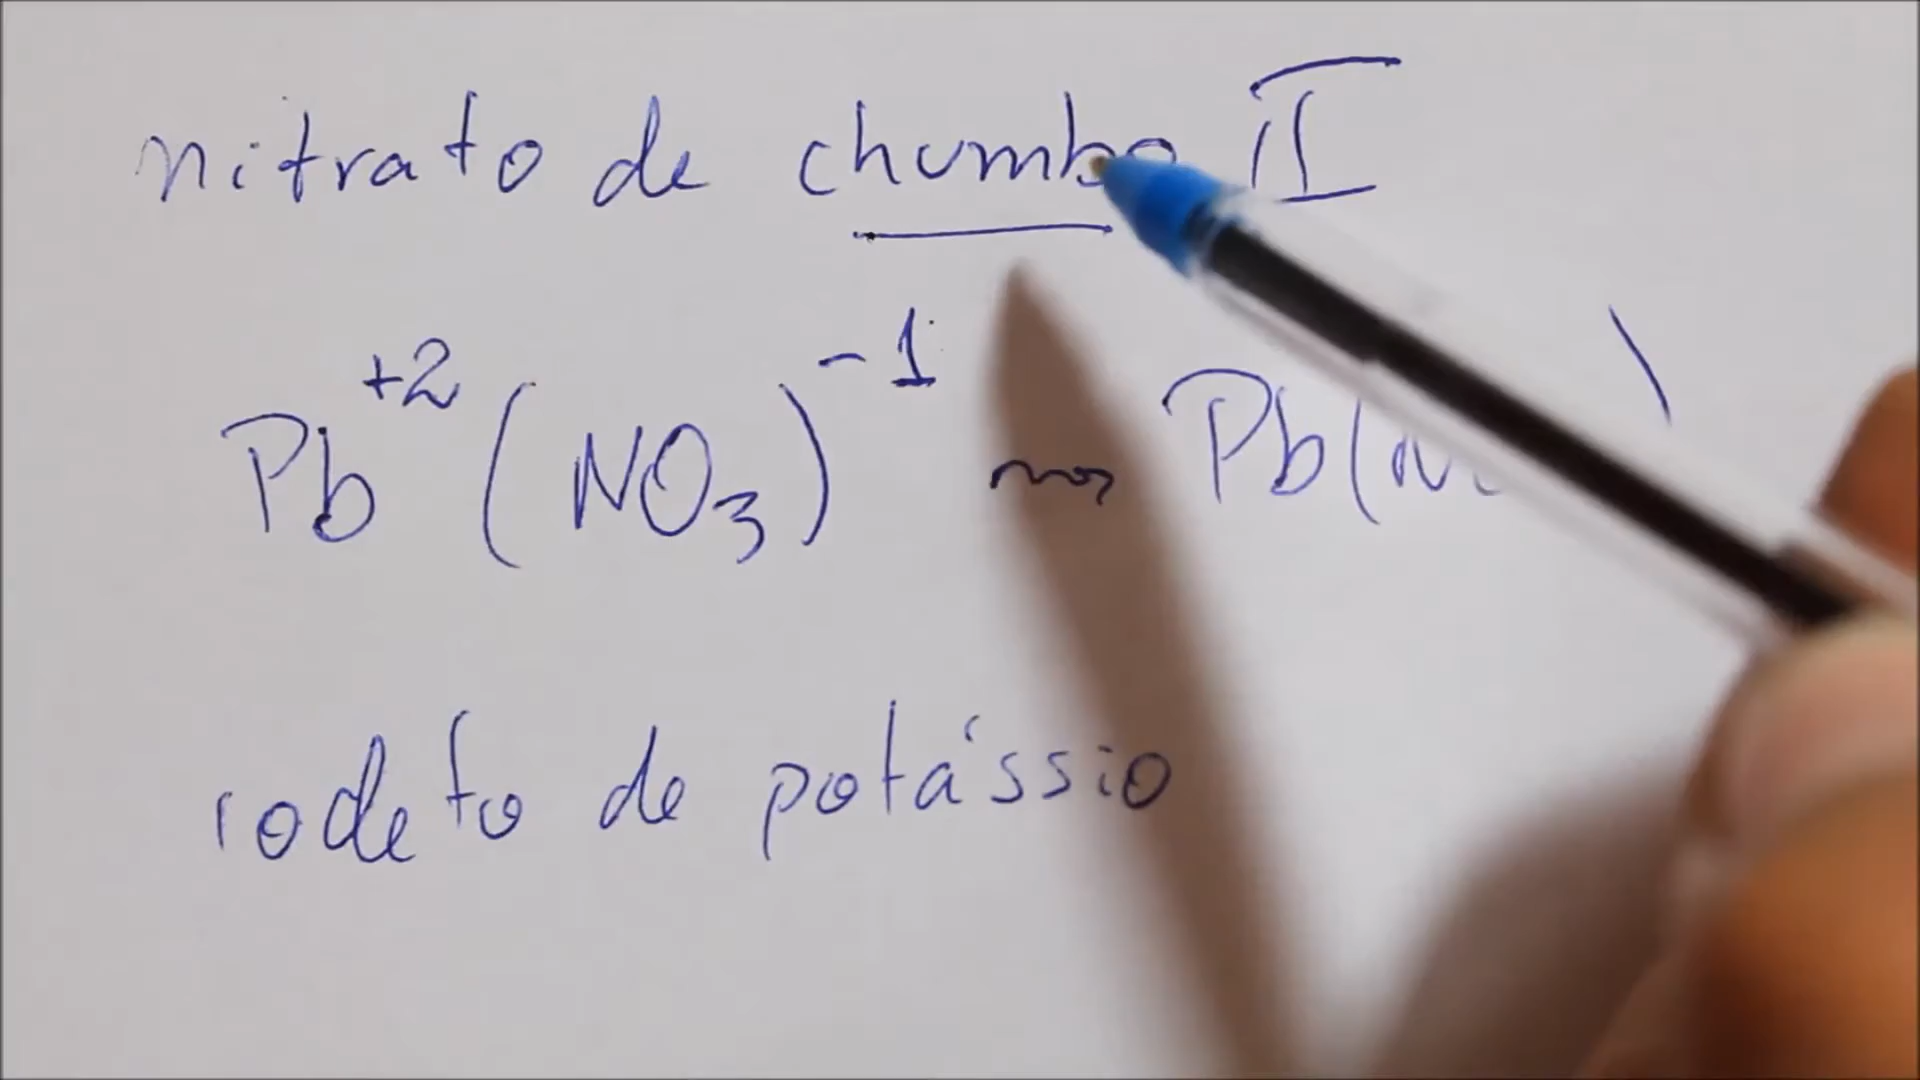 nitrato de chumbo II
Pb⁺² (NO₃)⁻¹ ⟿ Pb(N )
iodeto de potássio